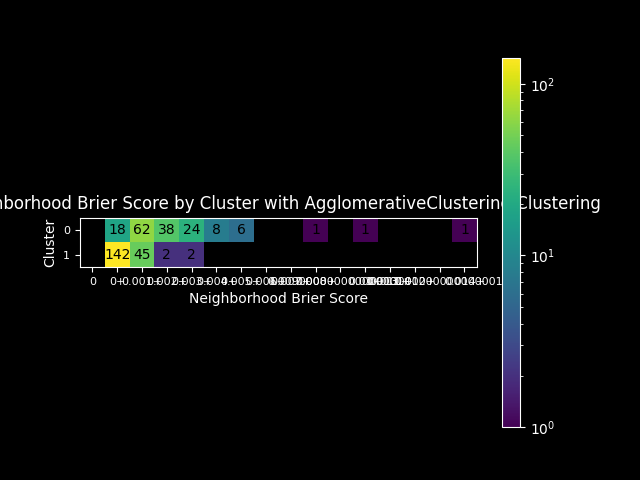 borhood Brier Score by Cluster with AgglomerativeClustering Clustering
Cluster
0 18 62 38 24 8 6 1 1 1
1 142 45 2 2
0
Neighborhood Brier Score
10²
10¹
10⁰